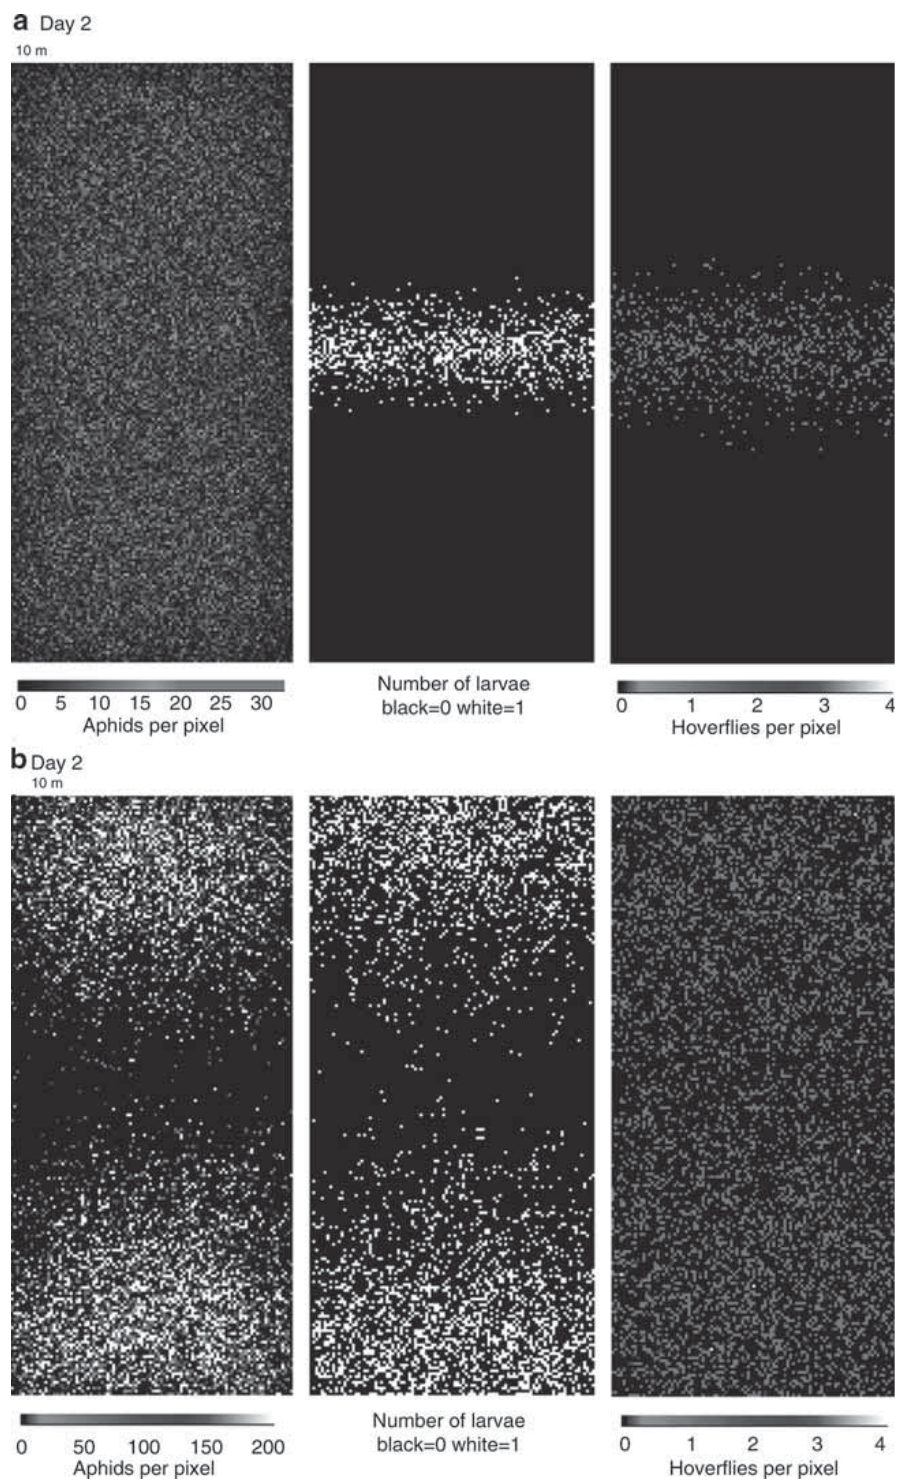 a Day 2
10 m
0 5 10 15 20 25 30
Aphids per pixel
Number of larvae
black=0 white=1
0 1 2 3 4
Hoverflies per pixel
b Day 2
10 m
0 50 100 150 200
Aphids per pixel
Number of larvae
black=0 white=1
0 1 2 3 4
Hoverflies per pixel